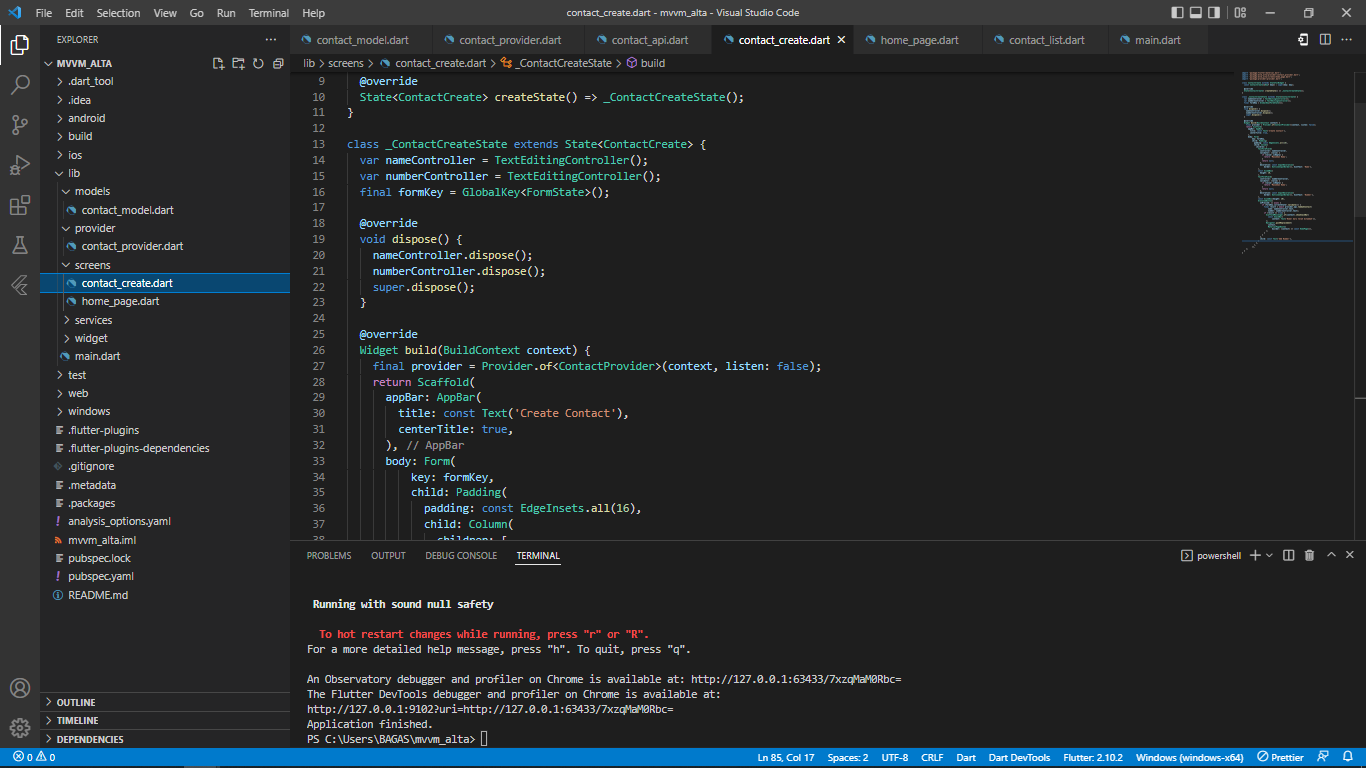 File Edit Selection View Go Run Terminal Help
contact_create.dart - mvvm_alta - Visual Studio Code
EXPLORER
MVVM_ALTA
.dart_tool
.idea
android
build
ios
lib
models
contact_model.dart
provider
contact_provider.dart
screens
contact_create.dart
home_page.dart
services
widget
main.dart
test
web
windows
.flutter-plugins
.flutter-plugins-dependencies
.gitignore
.metadata
.packages
analysis_options.yaml
mvvm_alta.iml
pubspec.lock
pubspec.yaml
README.md
OUTLINE
TIMELINE
DEPENDENCIES
contact_model.dart contact_provider.dart contact_api.dart contact_create.dart home_page.dart contact_list.dart main.dart
lib > screens > contact_create.dart > _ContactCreateState > build
9 @override
10 State<ContactCreate> createState() => _ContactCreateState();
11 }
12
13 class _ContactCreateState extends State<ContactCreate> {
14 var nameController = TextEditingController();
15 var numberController = TextEditingController();
16 final formKey = GlobalKey<FormState>();
17
18 @override
19 void dispose() {
20 nameController.dispose();
21 numberController.dispose();
22 super.dispose();
23 }
24
25 @override
26 Widget build(BuildContext context) {
27 final provider = Provider.of<ContactProvider>(context, listen: false);
28 return Scaffold(
29 appBar: AppBar(
30 title: const Text('Create Contact'),
31 centerTitle: true,
32 ), // AppBar
33 body: Form(
34 key: formKey,
35 child: Padding(
36 padding: const EdgeInsets.all(16),
37 child: Column(
38 children: [
PROBLEMS OUTPUT DEBUG CONSOLE TERMINAL
powershell
Running with sound null safety
To hot restart changes while running, press "r" or "R".
For a more detailed help message, press "h". To quit, press "q".
An Observatory debugger and profiler on Chrome is available at: http://127.0.0.1:63433/7xzqMaM0Rbc=
The Flutter DevTools debugger and profiler on Chrome is available at:
http://127.0.0.1:9102?uri=http://127.0.0.1:63433/7xzqMaM0Rbc=
Application finished.
PS C:\Users\BAGAS\mvvm_alta>
0 0 Ln 85, Col 17 Spaces: 2 UTF-8 CRLF Dart Dart DevTools Flutter: 2.10.2 Windows (windows-x64) Prettier